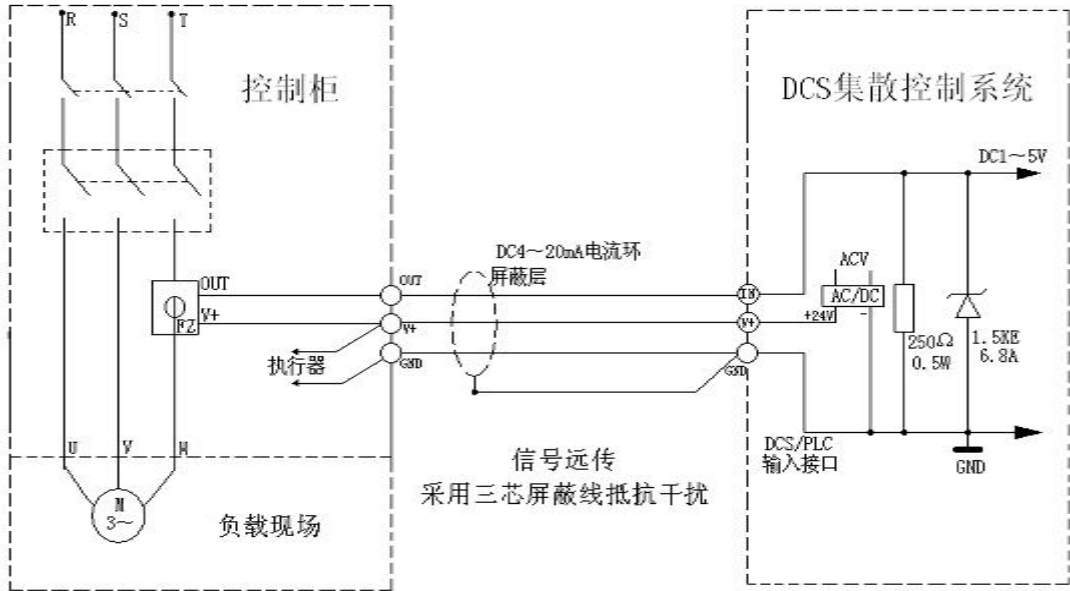 R S T
控制柜
DCS集散控制系统
DC1～5V
DC4～20mA电流环
屏蔽层
OUT
OUT
IN
ACV
AC/DC
-
+24V
V+
V+
V+
FZ
250Ω
0.5W
1.5KE
6.8A
执行器
GND
GND
DCS/PLC
输入接口
GND
U V W
信号远传
采用三芯屏蔽线抵抗干扰
M
3～
负载现场